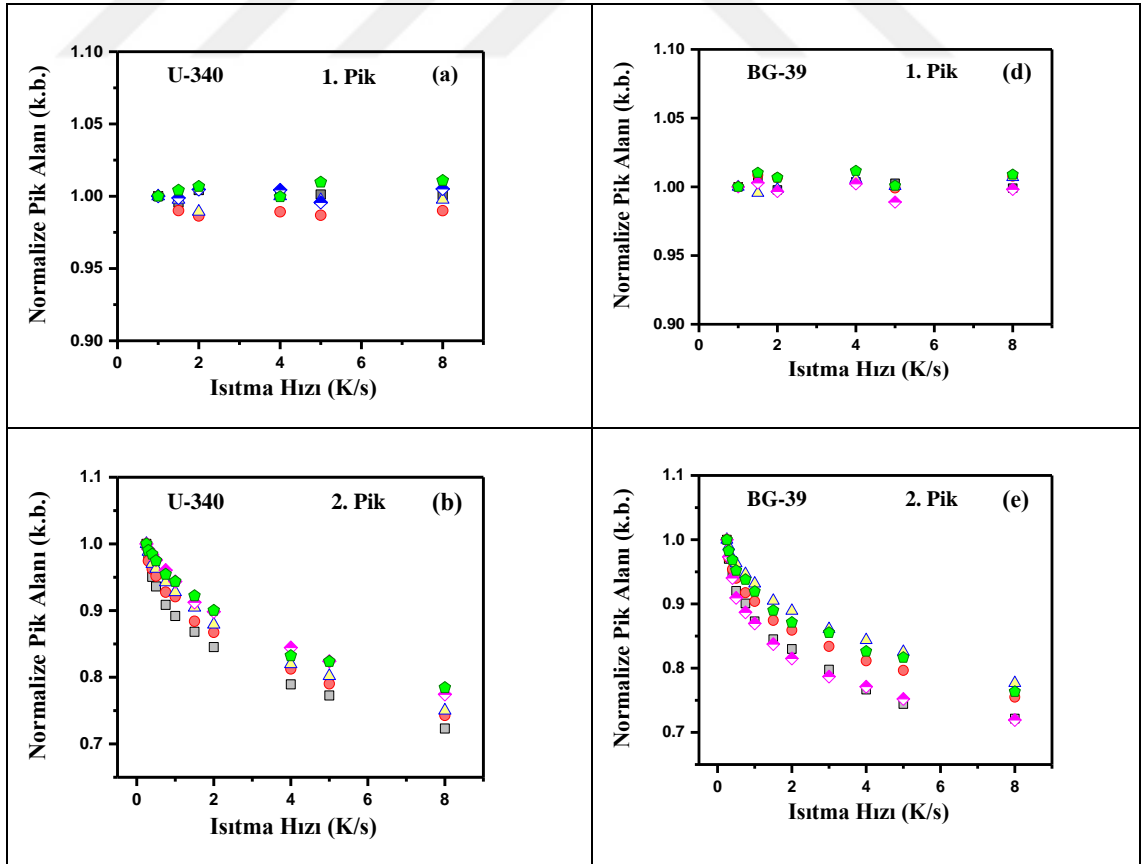 U-340 1. Pik (a)
Normalize Pik Alanı (k.b.)
1.10
1.05
1.00
0.95
0.90
0 2 4 6 8
Isıtma Hızı (K/s)
BG-39 1. Pik (d)
Normalize Pik Alanı (k.b.)
1.10
1.05
1.00
0.95
0.90
0 2 4 6 8
Isıtma Hızı (K/s)
U-340 2. Pik (b)
Normalize Pik Alanı (k.b.)
1.1
1.0
0.9
0.8
0.7
0 2 4 6 8
Isıtma Hızı (K/s)
BG-39 2. Pik (e)
Normalize Pik Alanı (k.b.)
1.1
1.0
0.9
0.8
0.7
0 2 4 6 8
Isıtma Hızı (K/s)